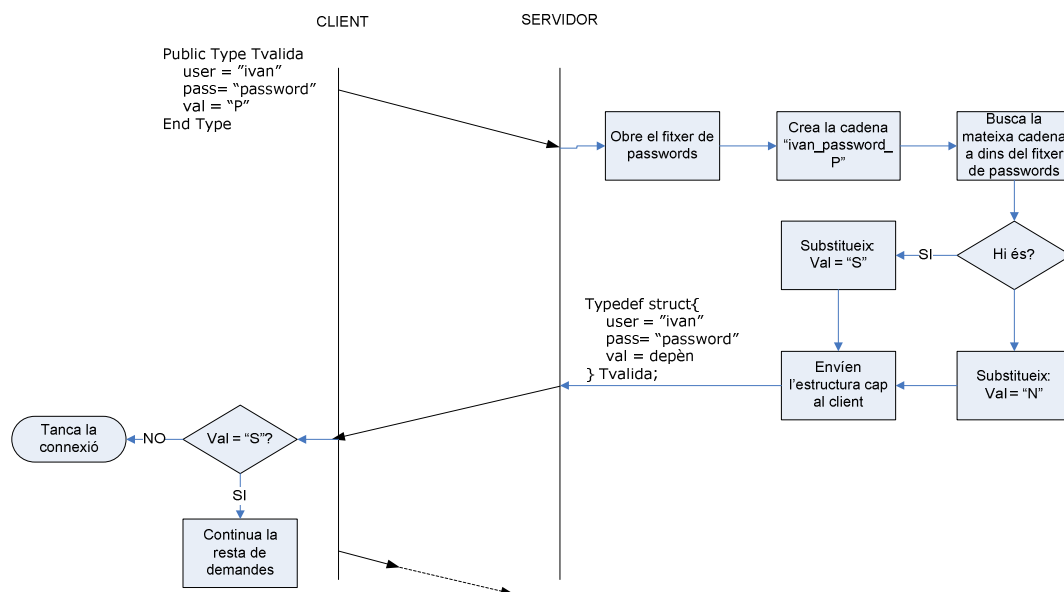 CLIENT
SERVIDOR
Public Type Tvalida
user = ”ivan”
pass= “password”
val = “P”
End Type
Obre el fitxer de
passwords
Crea la cadena
“ivan_password_
P”
Busca la
mateixa cadena
a dins del fitxer
de passwords
Substitueix:
Val = “S”
SI
Hi és?
Typedef struct{
user = ”ivan”
pass= “password”
val = depèn
} Tvalida;
Envíen
l’estructura cap
al client
Substitueix:
Val = “N”
Tanca la
connexió
NO
Val = “S”?
SI
Continua la
resta de
demandes